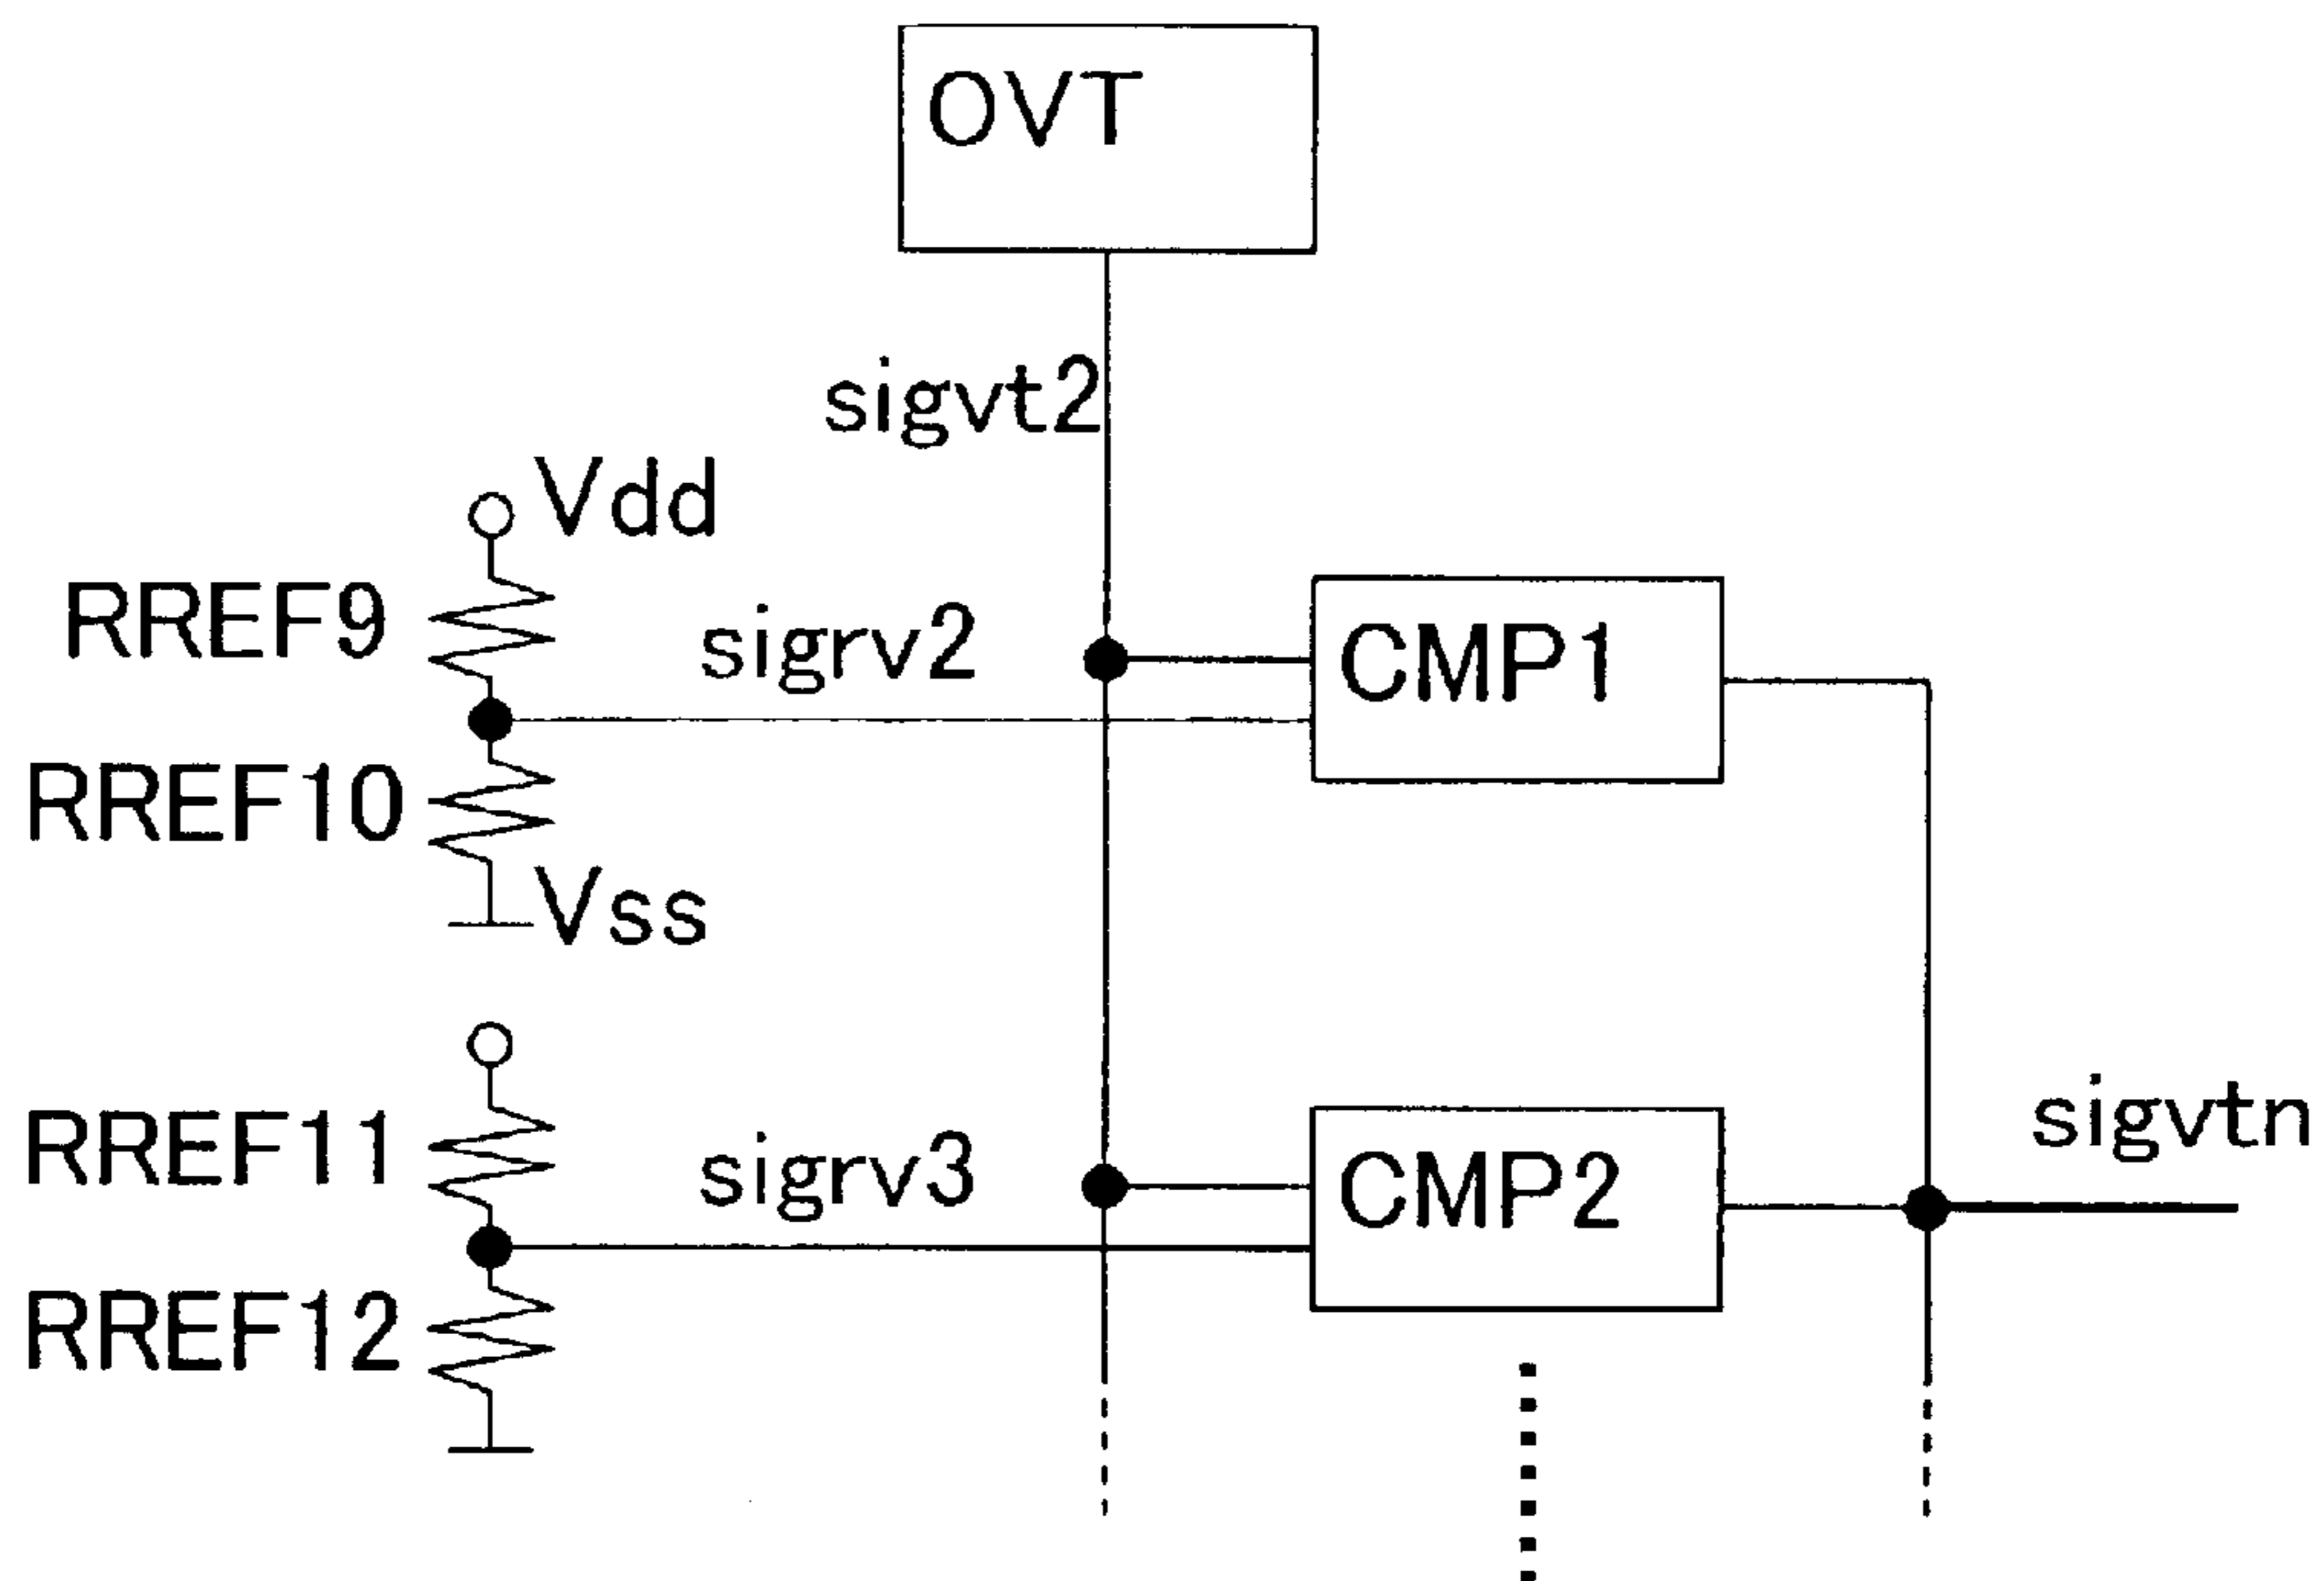 OVT
sigvt2
Vdd
RREF9
sigrv2
CMP1
RREF10
Vss
sigvtn
RREF11
sigrv3
CMP2
RREF12